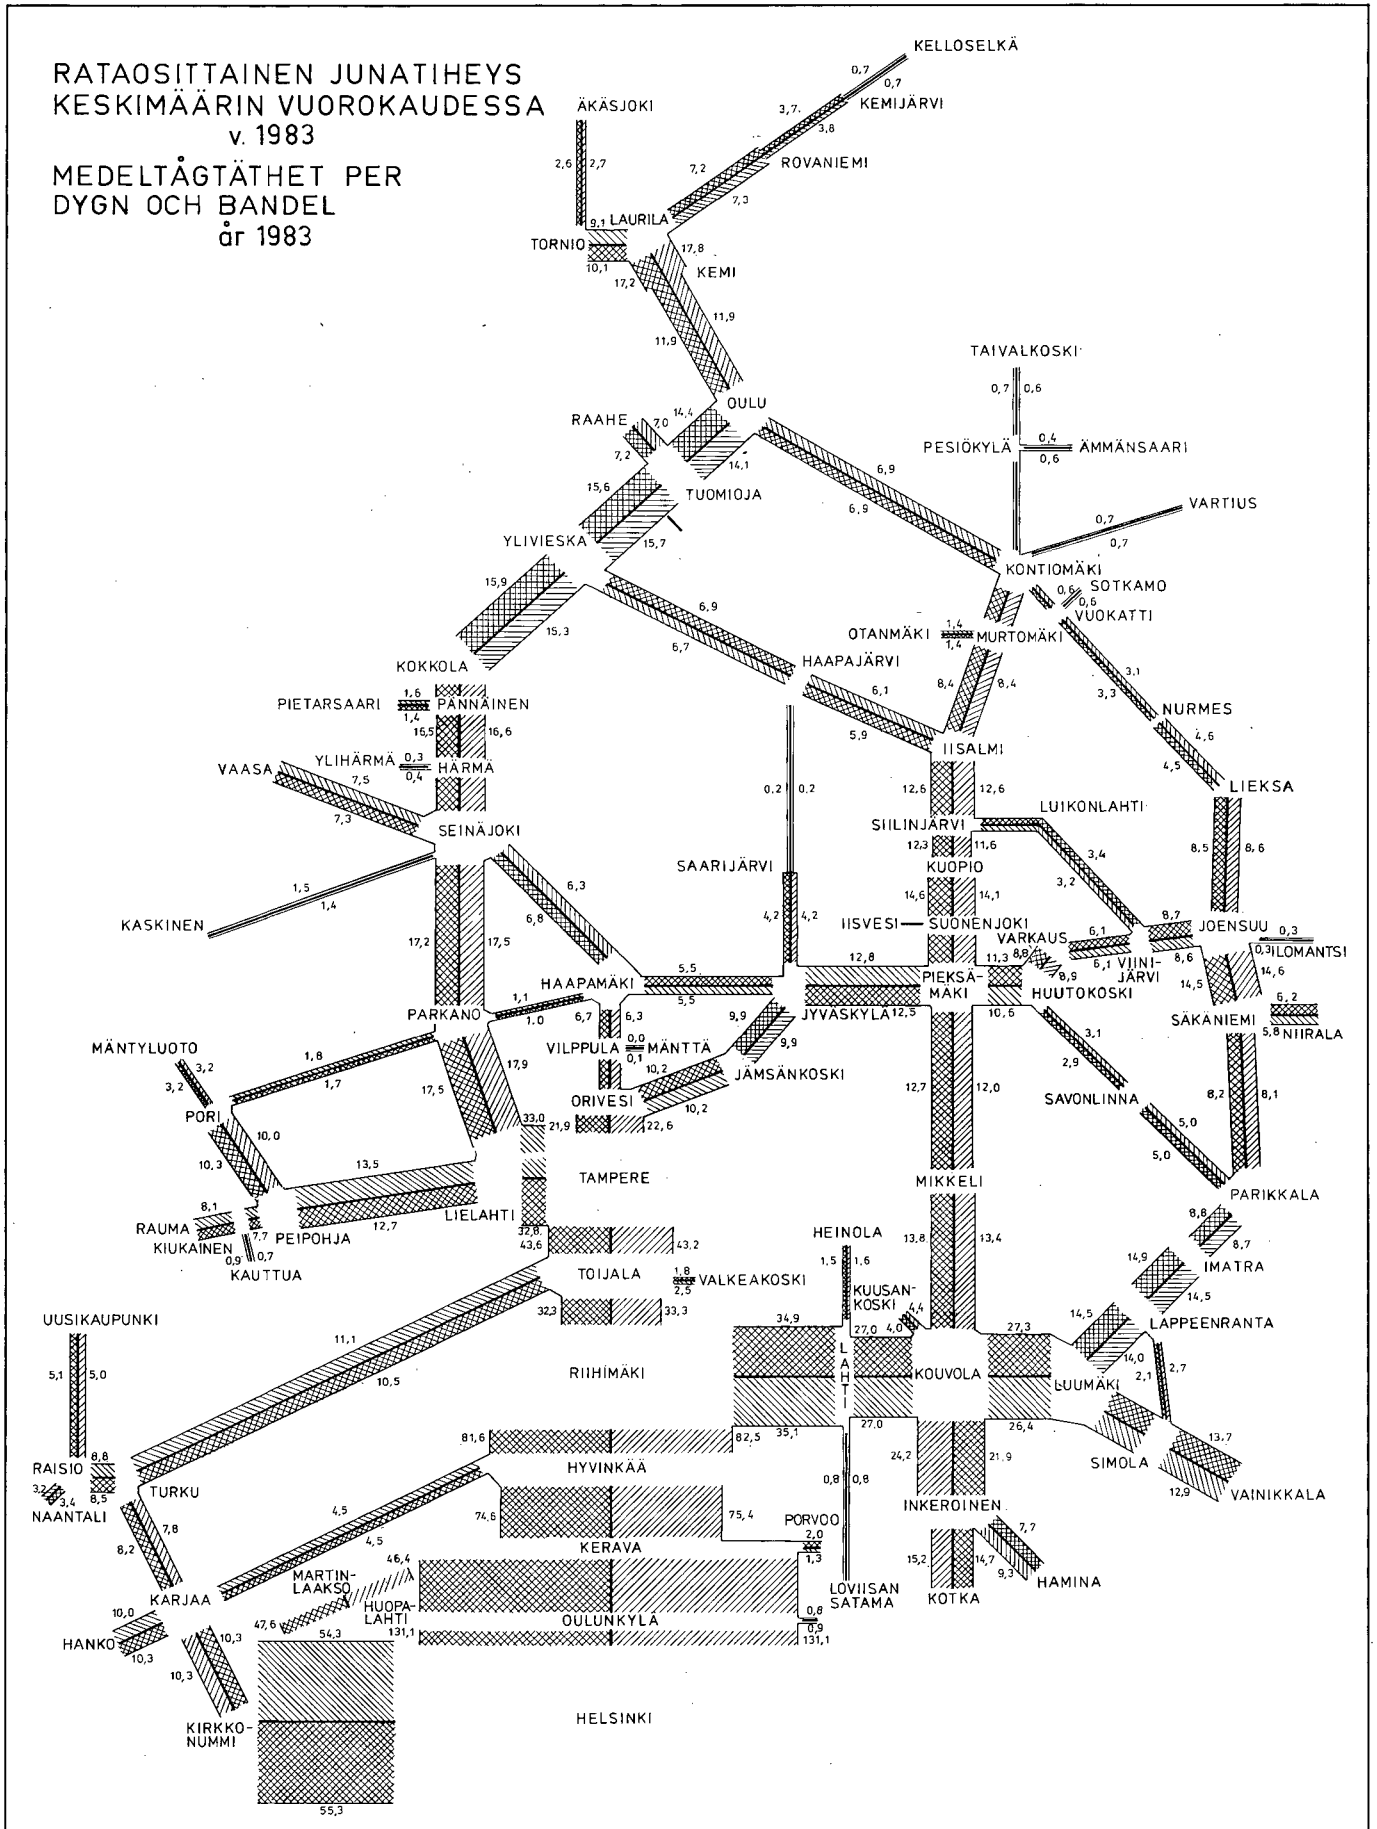 RATAOSITTAINEN JUNATIHEYS
KESKIMÄÄRIN VUOROKAUDESSA
v. 1983
MEDELTÅGTÄTHET PER
DYGN OCH BANDEL
år 1983
KELLOSELKÄ
0,7
0,7
KEMIJÄRVI
3,7
3,8
ÄKÄSJOKI
2,6 2,7
ROVANIEMI
7,2
7,3
9,1 LAURILA
TORNIO
10,1
17,8
17,2
KEMI
11,9
11,9
TAIVALKOSKI
0,7 0,6
OULU
RAAHE
7,0
7,2
14,4
14,1
PESIÖKYLÄ
0,4
0,6
ÄMMÄNSAARI
TUOMIOJA
15,6
15,7
6,9
6,9
VARTIUS
0,7
0,7
YLIVIESKA
KONTIOMÄKI
15,9
15,3
SOTKAMO
0,6
0,6
VUOKATTI
6,9
6,7
OTANMÄKI
1,4
1,4
MURTOMÄKI
HAAPAJÄRVI
KOKKOLA
6,1
5,9
8,4 8,4
3,1
3,3
PIETARSAARI
1,6
1,4
PÄNNÄINEN
16,5 16,6
NURMES
4,6
4,5
IISALMI
YLIHÄRMÄ
0,3
0,4
HÄRMÄ
VAASA
7,5
7,3
0,2 0,2
12,6 12,6
LIEKSA
LUIKONLAHTI
SEINÄJOKI
SIILINJÄRVI
12,3 11,6
8,5 8,6
KUOPIO
3,4
3,2
SAARIJÄRVI
6,3
6,8
1,5
1,4
KASKINEN
14,6 14,1
4,2 4,2
IISVESI
SUONENJOKI
8,7
8,6
JOENSUU
17,2 17,5
VARKAUS
8,8
8,9
6,1
6,1
VIINI-
JÄRVI
0,3
0,3
ILOMANTSI
12,8
12,5
PIEKSÄ-
MÄKI
11,3
10,6
HUUTOKOSKI
14,6
14,5
HAAPAMÄKI
5,5
5,5
JYVÄSKYLÄ
SÄKÄNIEMI
6,2
5,8
NIIRALA
PARKANO
1,1
1,0
6,7 6,3
9,9
9,9
VILPPULA
0,0
0,1
MÄNTTÄ
MÄNTYLUOTO
3,2
3,2
1,8
1,7
17,9
17,5
10,2
10,2
JÄMSÄNKOSKI
12,7 12,0
3,1
2,9
SAVONLINNA
8,2 8,1
PORI
ORIVESI
21,9 22,6
33,0
5,0
5,0
10,0
10,3
13,5
12,7
TAMPERE
MIKKELI
PARIKKALA
LIELAHTI
RAUMA
8,1
7,7
PEIPOHJA
KIUKAINEN
0,9 0,7
KAUTTUA
32,8
43,6 43,2
TOIJALA
1,8
2,5
VALKEAKOSKI
HEINOLA
1,5 1,6
13,8 13,4
8,8
8,7
IMATRA
14,9
14,5
KUUSAN-
KOSKI
4,4
4,0
32,3 33,3
UUSIKAUPUNKI
5,1 5,0
11,1
10,5
34,9
35,1
27,0
27,0
LAHTI
KOUVOLA
27,3
26,4
14,5
14,0
LAPPEENRANTA
2,7
2,1
LUUMÄKI
RIIHIMÄKI
81,6 82,5
24,2 21,9
SIMOLA
13,7
12,9
VAINIKKALA
RAISIO
8,8
8,5
TURKU
3,2
3,4
NAANTALI
HYVINKÄÄ
74,6 75,4
0,8 0,8
INKEROINEN
7,7
9,3
HAMINA
7,8
8,2
4,5
4,5
KERAVA
PORVOO
2,0
1,3
15,2 14,7
KOTKA
LOVIISAN
SATAMA
KARJAA
MARTIN-
LAAKSO
46,4
47,6
HUOPA-
LAHTI
131,1
OULUNKYLÄ
0,8
0,9
131,1
10,0
10,3
HANKO
10,3
10,3
54,3
55,3
KIRKKO-
NUMMI
HELSINKI